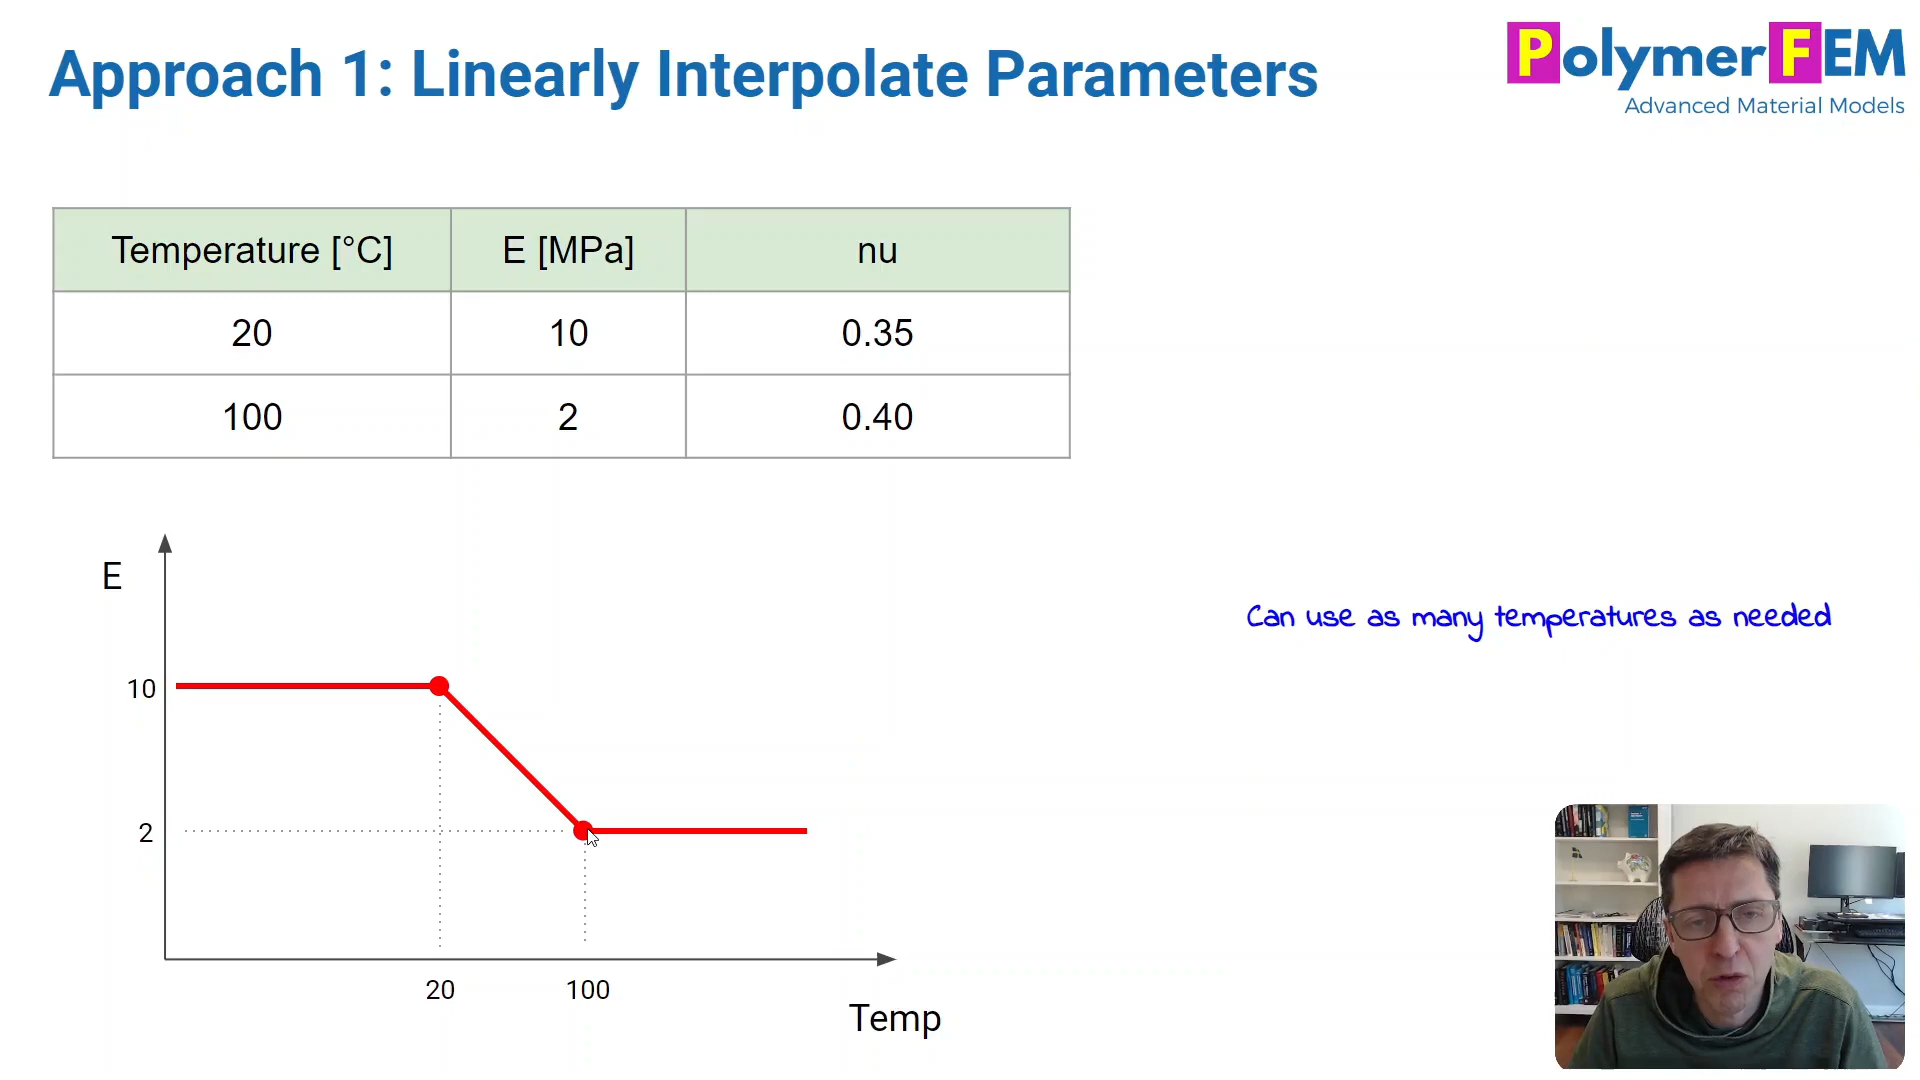 Approach 1: Linearly Interpolate Parameters
PolymerFEM
Advanced Material Models
Temperature [°C] E [MPa] nu
20 10 0.35
100 2 0.40
E
Can use as many temperatures as needed
10
2
20 100
Temp